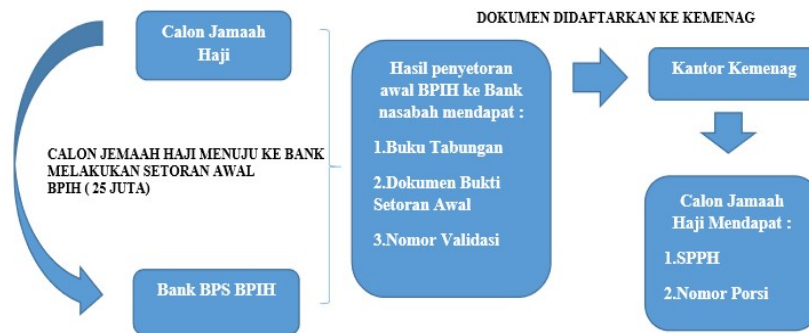 DOKUMEN DIDAFTARKAN KE KEMENAG
Calon Jamaah
Haji
CALON JEMAAH HAJI MENUJU KE BANK
MELAKUKAN SETORAN AWAL
BPIH ( 25 JUTA)
Bank BPS BPIH
Hasil penyetoran
awal BPIH ke Bank
nasabah mendapat :
1.Buku Tabungan
2.Dokumen Bukti
Setoran Awal
3.Nomor Validasi
Kantor Kemenag
Calon Jamaah
Haji Mendapat :
1.SPPH
2.Nomor Porsi